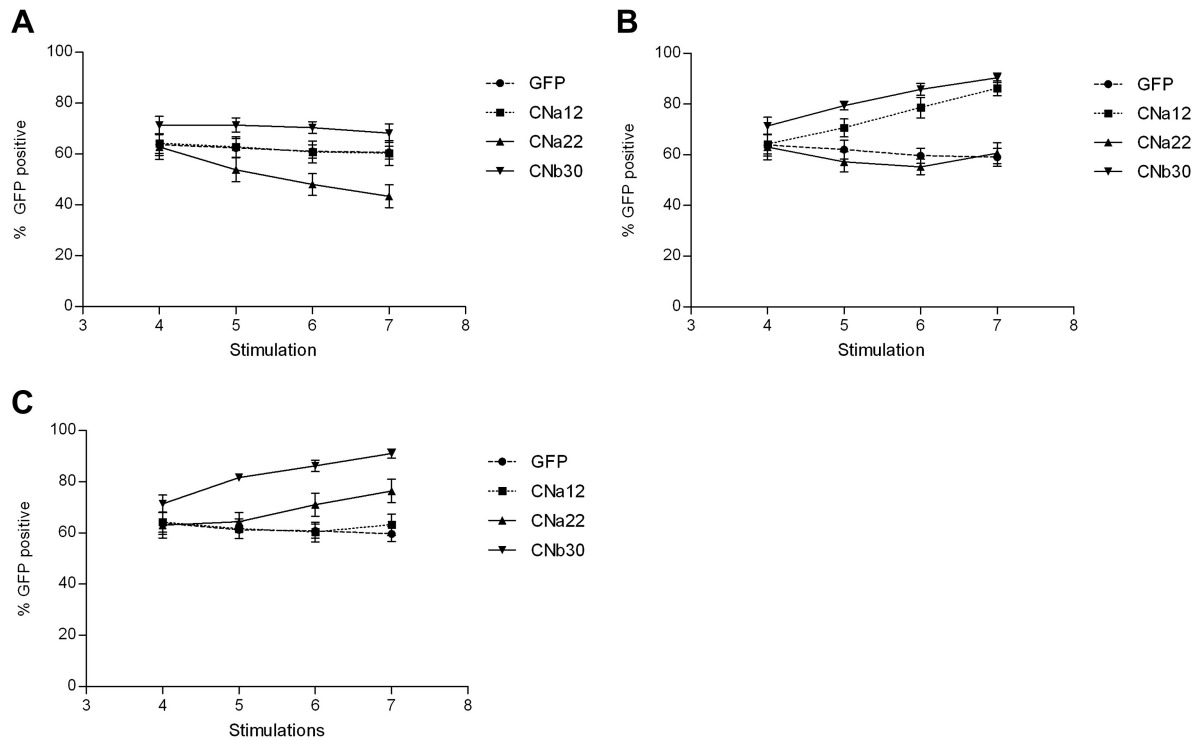 A
% GFP positive
100
80
60
40
20
0
3 4 5 6 7 8
Stimulation
GFP
CNa12
CNa22
CNb30
B
% GFP positive
100
80
60
40
20
0
3 4 5 6 7 8
Stimulation
GFP
CNa12
CNa22
CNb30
C
% GFP positive
100
80
60
40
20
0
3 4 5 6 7 8
Stimulations
GFP
CNa12
CNa22
CNb30